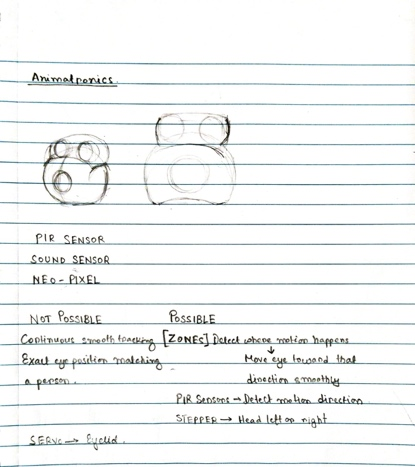 Animatronics.
PIR SENSOR
SOUND SENSOR
NEO-PIXEL
NOT POSSIBLE POSSIBLE
Continuous smooth tracking [ZONES] Detect where motion happens
↓
Exact eye position matching Move eye toward that
a person. direction smoothly
PIR Sensors → Detect motion direction
STEPPER → Head left or right
SERVO → Eyelid.